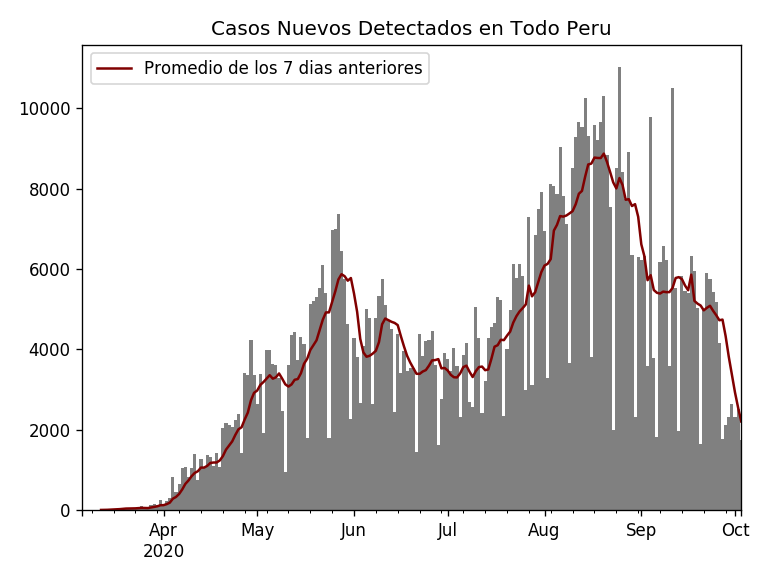 Casos Nuevos Detectados en Todo Peru
Promedio de los 7 dias anteriores
10000
8000
6000
4000
2000
0
Apr May Jun Jul Aug Sep Oct
2020